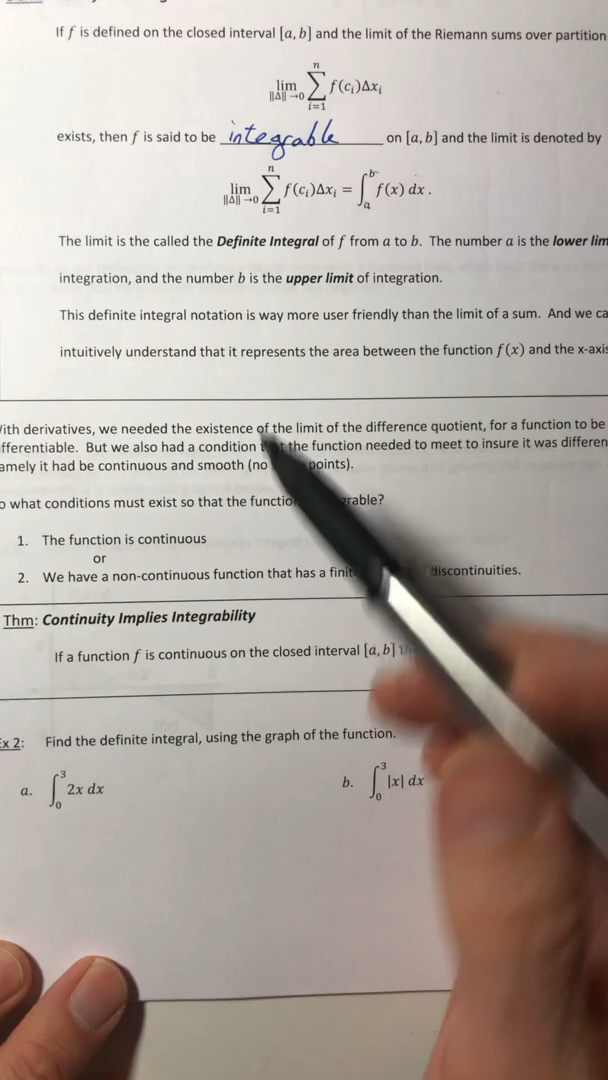 If f is defined on the closed interval [a, b] and the limit of the Riemann sums over partition
lim ‖Δ‖→0 ∑ i=1 n f(cᵢ)Δxᵢ
exists, then f is said to be integrable on [a, b] and the limit is denoted by
lim ‖Δ‖→0 ∑ i=1 n f(cᵢ)Δxᵢ = ∫ a b f(x) dx .
The limit is the called the Definite Integral of f from a to b. The number a is the lower lim
integration, and the number b is the upper limit of integration.
This definite integral notation is way more user friendly than the limit of a sum. And we ca
intuitively understand that it represents the area between the function f(x) and the x-axis
ith derivatives, we needed the existence of the limit of the difference quotient, for a function to be
fferentiable. But we also had a condition the function needed to meet to insure it was differen
amely it had be continuous and smooth (no points).
o what conditions must exist so that the functio rable?
1. The function is continuous
or
2. We have a non-continuous function that has a finit discontinuities.
Thm: Continuity Implies Integrability
If a function f is continuous on the closed interval [a, b]
Ex 2: Find the definite integral, using the graph of the function.
a. ∫ 0 3 2x dx b. ∫ 0 3 |x| dx